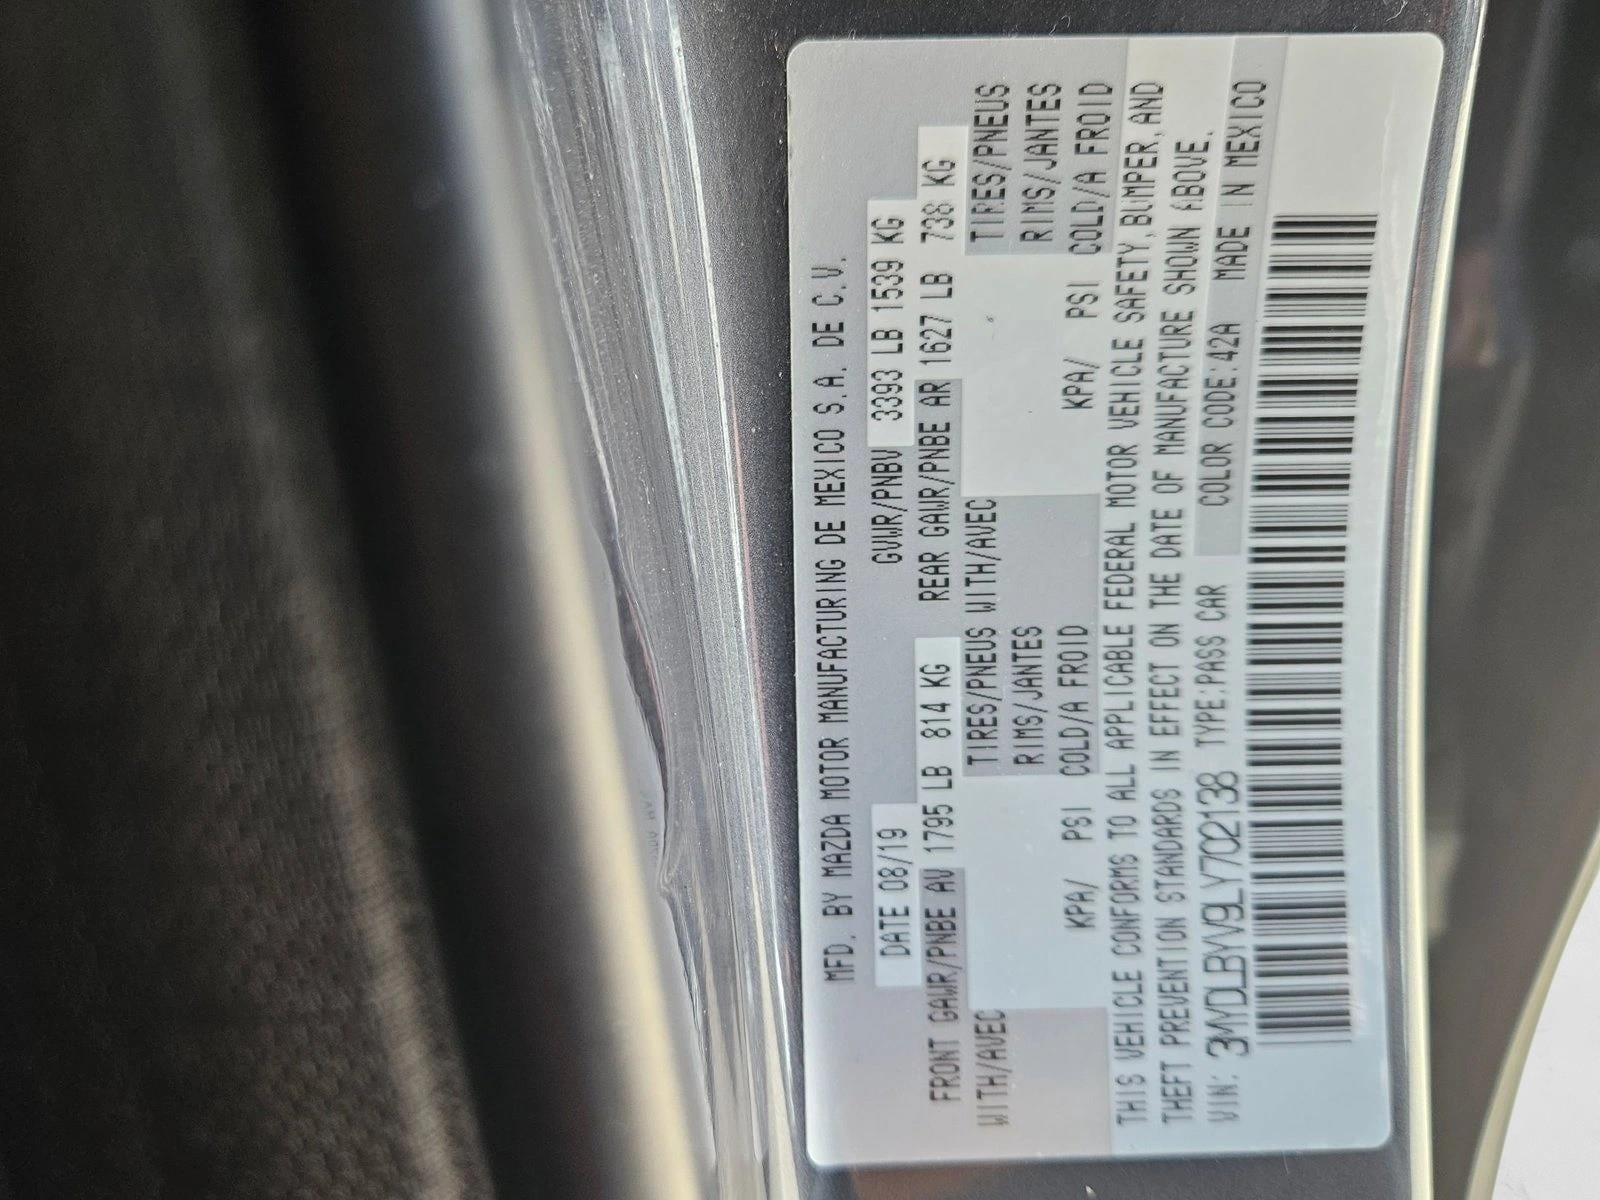 MFD. BY MAZDA MOTOR MANUFACTURING DE MEXICO S.A. DE C.V.
DATE 08/19 GVWR/PNBV 3393 LB 1539 KG
FRONT GAWR/PNBE AV 1795 LB 814 KG REAR GAWR/PNBE AR 1627 LB 738 KG
WITH/AVEC TIRES/PNEUS WITH/AVEC TIRES/PNEUS
RIMS/JANTES RIMS/JANTES
KPA/ PSI COLD/A FROID KPA/ PSI COLD/A FROID
THIS VEHICLE CONFORMS TO ALL APPLICABLE FEDERAL MOTOR VEHICLE SAFETY, BUMPER, AND
THEFT PREVENTION STANDARDS IN EFFECT ON THE DATE OF MANUFACTURE SHOWN ABOVE.
VIN: 3MYDLBYV9LY702138 TYPE:PASS CAR COLOR CODE:42A MADE IN MEXICO